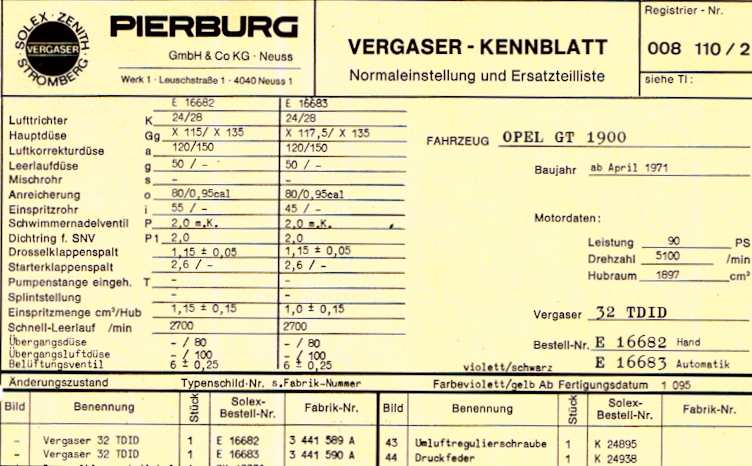 SOLEX · ZENITH
VERGASER
STROMBERG
PIERBURG
GmbH & Co KG · Neuss
Werk 1 · Leuschstraße 1 · 4040 Neuss 1
VERGASER - KENNBLATT
Normaleinstellung und Ersatzteilliste
Registrier - Nr.
008 110/2
siehe TI :
E 16682 E 16683
Lufttrichter K 24/28 24/28
Hauptdüse Gg X 115/ X 135 X 117,5/ X 135
Luftkorrekturdüse a 120/150 120/150
Leerlaufdüse g 50 / - 50 / -
Mischrohr s - -
Anreicherung o 80/0,95cal 80/0,95cal
Einspritzrohr i 55 / - 45 / -
Schwimmernadelventil P 2,0 m.K. 2,0 m.K.
Dichtring f. SNV P1 2,0 2,0
Drosselklappenspalt 1,15 ± 0,05 1,15 ± 0,05
Starterklappenspalt 2,6 / - 2,6 / -
Pumpenstange eingeh. T - -
Splintstellung - -
Einspritzmenge cm³/Hub 1,15 ± 0,15 1,0 ± 0,15
Schnell-Leerlauf /min 2700 2700
Übergangsdüse - / 80 - / 80
Übergangsluftdüse - / 100 - / 100
Belüftungsventil 6 ± 0,25 6 ± 0,25
FAHRZEUG OPEL GT 1900
Baujahr ab April 1971
Motordaten:
Leistung 90 PS
Drehzahl 5100 /min
Hubraum 1897 cm³
Vergaser 32 TDID
Bestell-Nr. E 16682 Hand
violett/schwarz E 16683 Automatik
Änderungszustand Typenschild-Nr. s.Fabrik-Nummer Farbeviolett/gelb Ab Fertigungsdatum 1 095
Bild Benennung Stück Solex-Bestell-Nr. Fabrik-Nr. Bild Benennung Stück Solex-Bestell-Nr. Fabrik-Nr.
- Vergaser 32 TDID 1 E 16682 3 441 589 A 43 Umluftregulierschraube 1 K 24895
- Vergaser 32 TDID 1 E 16683 3 441 590 A 44 Druckfeder 1 K 24938